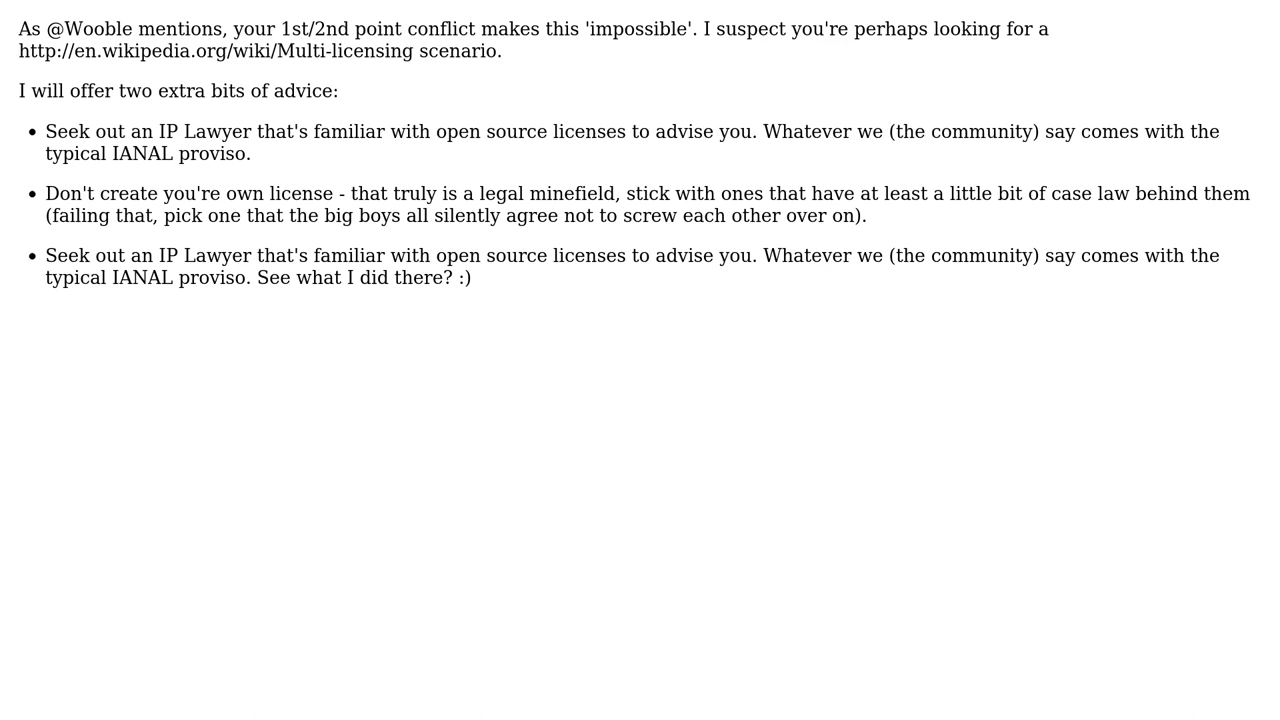 As @Wooble mentions, your 1st/2nd point conflict makes this 'impossible'. I suspect you're perhaps looking for a
http://en.wikipedia.org/wiki/Multi-licensing scenario.
I will offer two extra bits of advice:
• Seek out an IP Lawyer that's familiar with open source licenses to advise you. Whatever we (the community) say comes with the
typical IANAL proviso.
• Don't create you're own license - that truly is a legal minefield, stick with ones that have at least a little bit of case law behind them
(failing that, pick one that the big boys all silently agree not to screw each other over on).
• Seek out an IP Lawyer that's familiar with open source licenses to advise you. Whatever we (the community) say comes with the
typical IANAL proviso. See what I did there? :)